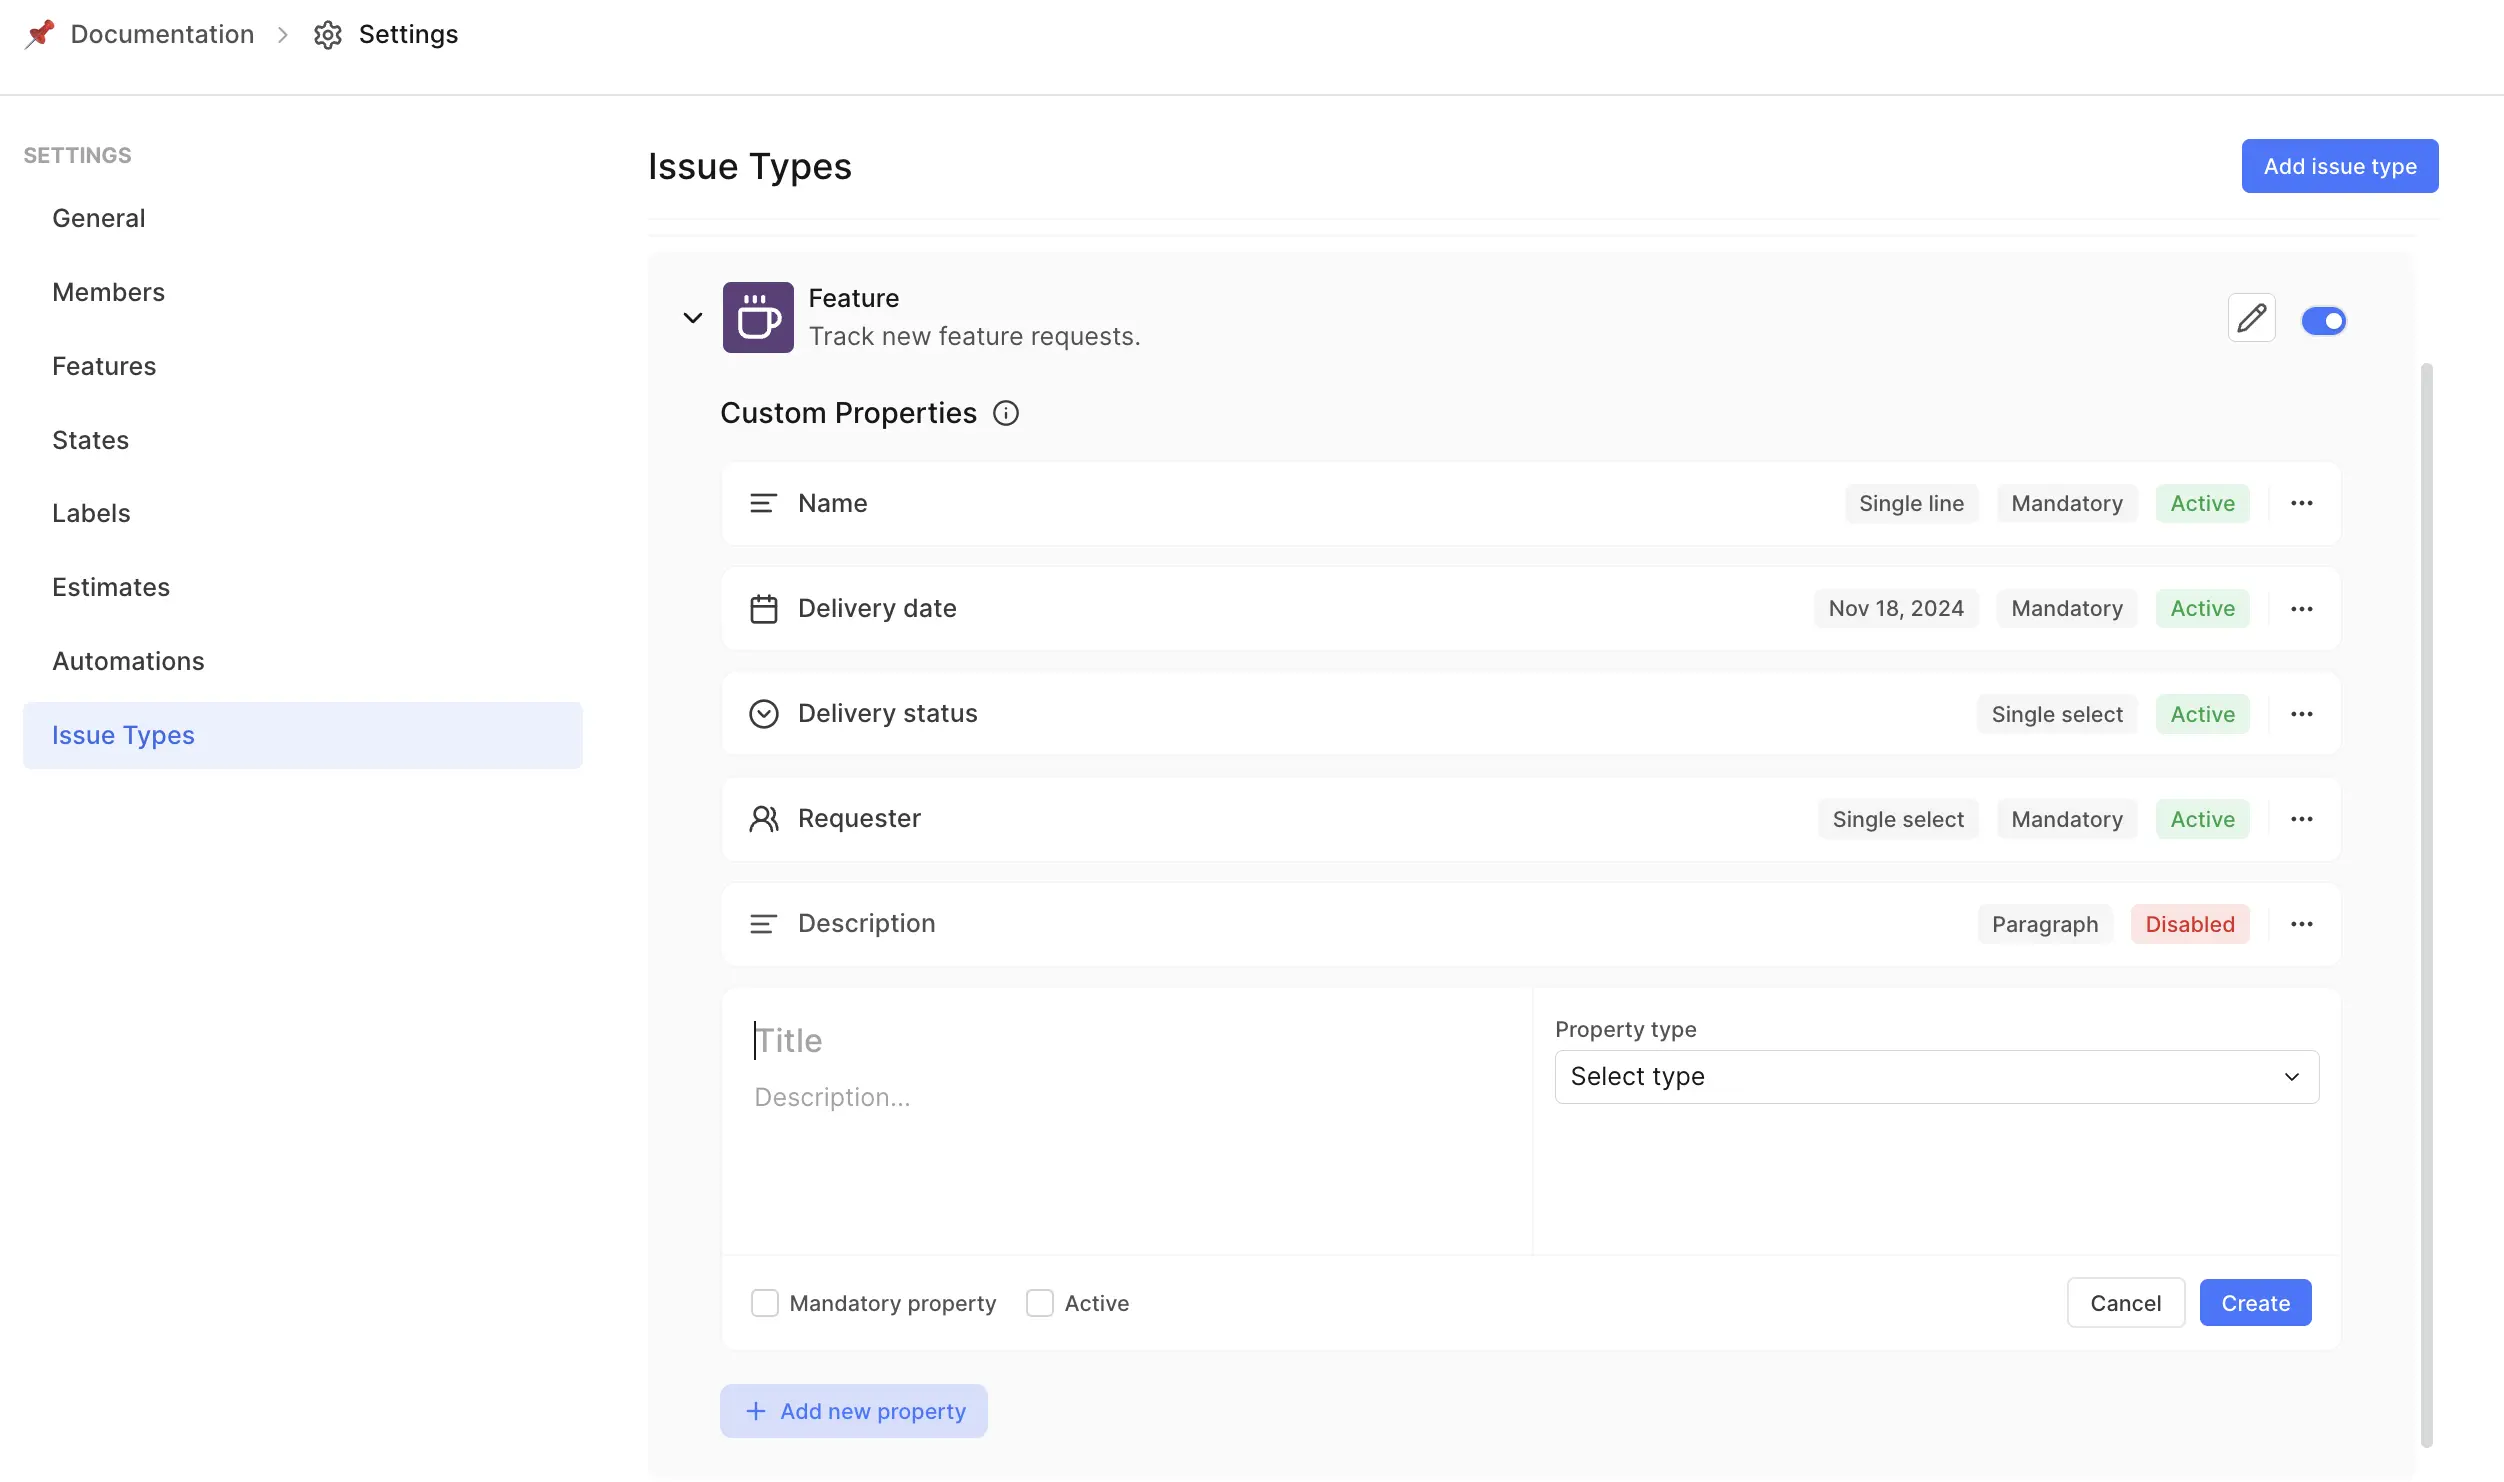 Documentation > Settings
SETTINGS
General
Members
Features
States
Labels
Estimates
Automations
Issue Types
Issue Types
Add issue type
Feature
Track new feature requests.
Custom Properties
Name Single line Mandatory Active
Delivery date Nov 18, 2024 Mandatory Active
Delivery status Single select Active
Requester Single select Mandatory Active
Description Paragraph Disabled
Title
Description...
Property type
Select type
Mandatory property Active Cancel Create
+ Add new property